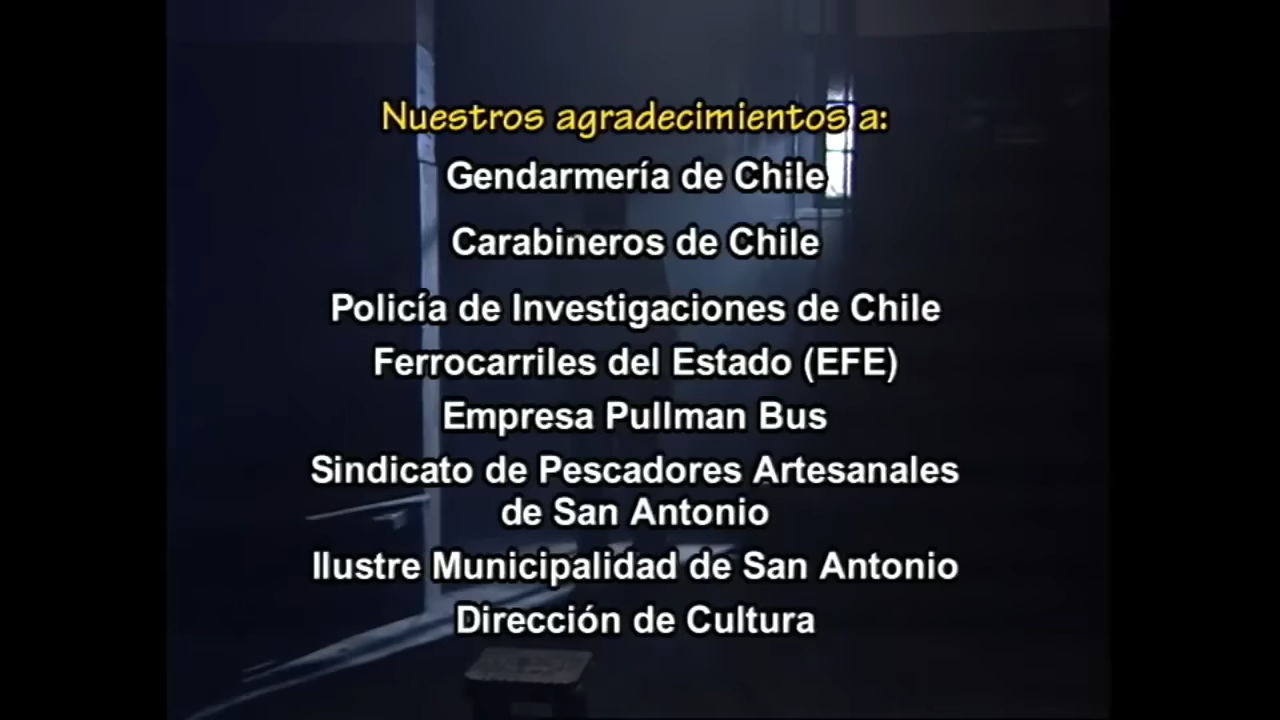 Nuestros agradecimientos a:
Gendarmería de Chile
Carabineros de Chile
Policía de Investigaciones de Chile
Ferrocarriles del Estado (EFE)
Empresa Pullman Bus
Sindicato de Pescadores Artesanales
de San Antonio
Ilustre Municipalidad de San Antonio
Dirección de Cultura